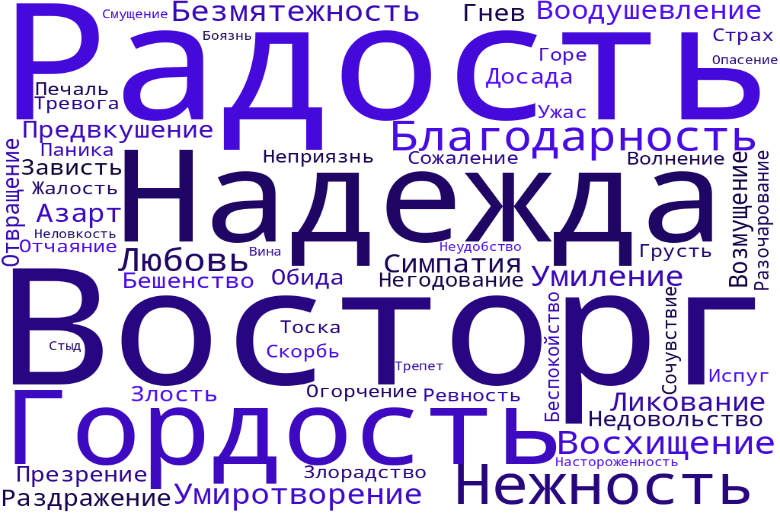 Смущение
Безмятежность
Гнев
Воодушевление
Радость
Боязнь
Страх
Горе
Опасение
Досада
Печаль
Тревога
Ужас
Предвкушение
Благодарность
Паника
Неприязнь
Сожаление
Волнение
Отвращение
Зависть
Надежда
Возмущение
Разочарование
Жалость
Азарт
Неловкость
Отчаяние
Любовь
Вина
Неудобство
Грусть
Симпатия
Бешенство
Обида
Негодование
Умиление
Восторг
Беспокойство
Сочувствие
Тоска
Стыд
Скорбь
Трепет
Испуг
Злость
Огорчение
Ревность
Ликование
Гордость
Недовольство
Восхищение
Настороженность
Презрение
Злорадство
Нежность
Раздражение
Умиротворение